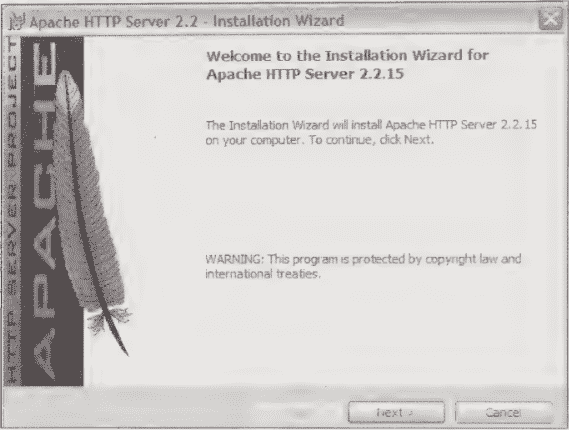 Apache HTTP Server 2.2 - Installation Wizard
HTTP SERVER PROJECT
APACHE
Welcome to the Installation Wizard for
Apache HTTP Server 2.2.15
The Installation Wizard will install Apache HTTP Server 2.2.15
on your computer. To continue, click Next.
WARNING: This program is protected by copyright law and
international treaties.
Next >
Cancel